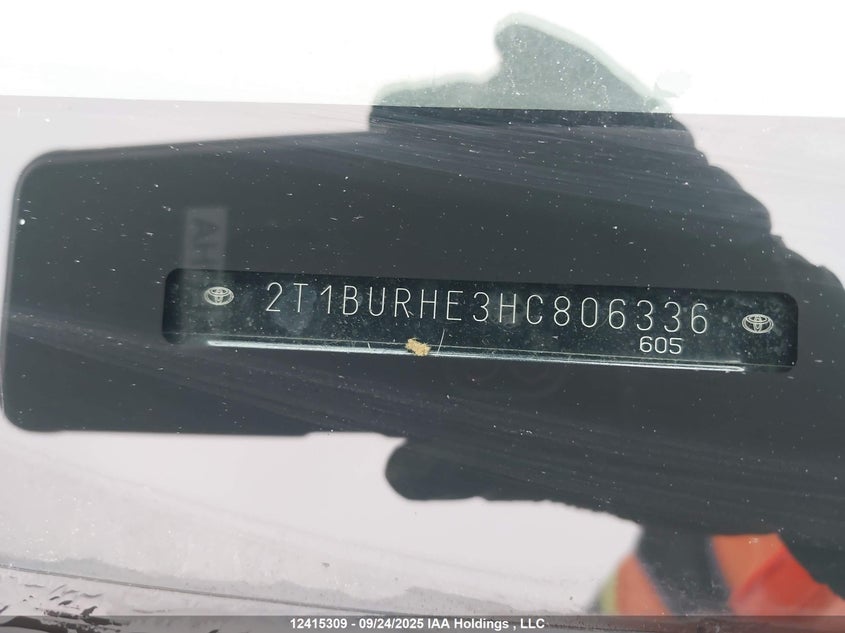 2T1BURHE3HC806336
605
12415309 - 09/24/2025 IAA Holdings , LLC